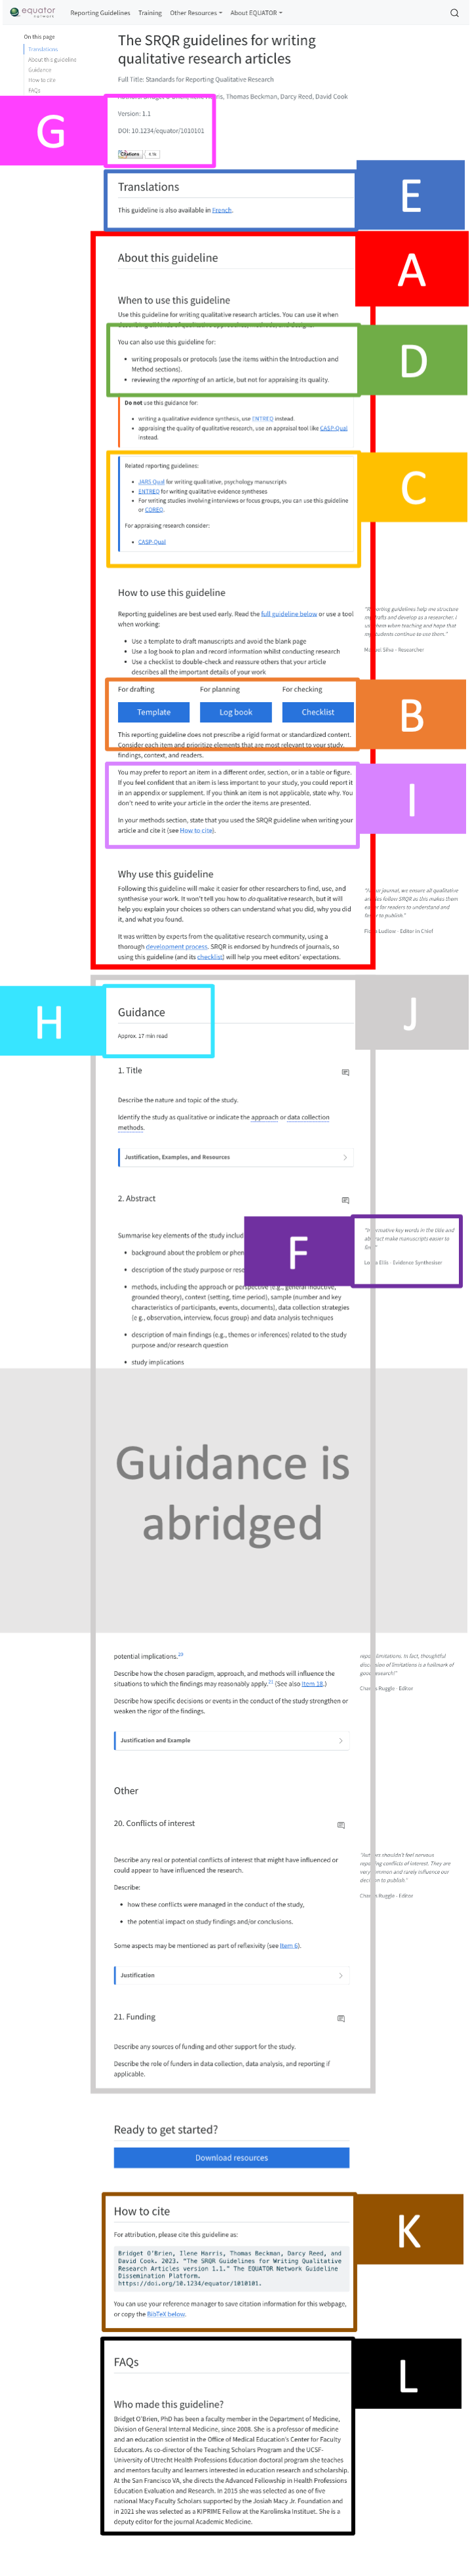 equator
network
Reporting Guidelines Training Other Resources About EQUATOR
On this page
Translations
About this guideline
Guidance
How to cite
FAQs
The SRQR guidelines for writing
qualitative research articles
Full Title: Standards for Reporting Qualitative Research
Thomas Beckman, Darcy Reed, David Cook
G
Version: 1.1
DOI: 10.1234/equator/1010101
Citations
E
Translations
This guideline is also available in French.
A
About this guideline
When to use this guideline
Use this guideline for writing qualitative research articles. You can use it when
D
You can also use this guideline for:
• writing proposals or protocols (use the items within the Introduction and
Method sections).
• reviewing the reporting of an article, but not for appraising its quality.
Do not use this guidance for:
• writing a qualitative evidence synthesis, use ENTREQ instead.
• appraising the quality of qualitative research, use an appraisal tool like CASP-Qual
instead.
C
Related reporting guidelines:
• JARS-Qual for writing qualitative, psychology manuscripts
• ENTREQ for writing qualitative evidence syntheses
• For writing studies involving interviews or focus groups, you can use this guideline
or COREQ.
For appraising research consider:
• CASP-Qual
How to use this guideline
Reporting guidelines are best used early. Read the full guideline below or use a tool
when working:
• Use a template to draft manuscripts and avoid the blank page
• Use a log book to plan and record information whilst conducting research
• Use a checklist to double-check and reassure others that your article
describes all the important details of your work
guidelines help me structure
and develop as a researcher. I
them when teaching and hope that
students continue to use them."
Silva - Researcher
B
For drafting For planning For checking
Template Log book Checklist
This reporting guideline does not prescribe a rigid format or standardized content.
Consider each item and prioritize elements that are most relevant to your study,
findings, context, and readers.
I
You may prefer to report an item in a different order, section, or in a table or figure.
If you feel confident that an item is less important to your study, you could report it
in an appendix or supplement. If you think an item is not applicable, state why. You
don't need to write your article in the order the items are presented.
In your methods section, state that you used the SRQR guideline when writing your
article and cite it (see How to cite).
Why use this guideline
Following this guideline will make it easier for other researchers to find, use, and
synthesise your work. It won't tell you how to do qualitative research, but it will
help you explain your choices so others can understand what you did, why you did
it, and what you found.
It was written by experts from the qualitative research community, using a
thorough development process. SRQR is endorsed by hundreds of journals, so
using this guideline (and its checklist) will help you meet editors' expectations.
journal, we ensure all qualitative
follow SRQR as this makes them
for readers to understand and
to publish."
Ludlow - Editor in Chief
J
H
Guidance
Approx. 17 min read
1. Title
Describe the nature and topic of the study.
Identify the study as qualitative or indicate the approach or data collection
methods.
Justification, Examples, and Resources
2. Abstract
Summarise key elements of the study
• background about the problem or
• description of the study purpose or
• methods, including the approach or perspective (e.g., general inductive,
grounded theory), context (setting, time period), sample (number and key
characteristics of participants, events, documents), data collection strategies
(e.g., observation, interview, focus group) and data analysis techniques
• description of main findings (e.g., themes or inferences) related to the study
purpose and/or research question
• study implications
F
key words in the title and
make manuscripts easier to
Ellis - Evidence Synthesiser
Guidance is
abridged
potential implications.
Describe how the chosen paradigm, approach, and methods will influence the
situations to which the findings may reasonably apply. (See also Item 18.)
Describe how specific decisions or events in the conduct of the study strengthen or
weaken the rigor of the findings.
limitations. In fact, thoughtful
of limitations is a hallmark of
research!"
Ruggle - Editor
Justification and Example
Other
20. Conflicts of interest
Describe any real or potential conflicts of interest that might have influenced or
could appear to have influenced the research.
Describe:
• how these conflicts were managed in the conduct of the study,
• the potential impact on study findings and/or conclusions.
Some aspects may be mentioned as part of reflexivity (see Item 6).
shouldn't feel nervous
conflicts of interest. They are
common and rarely influence our
to publish."
Ruggle - Editor
Justification
21. Funding
Describe any sources of funding and other support for the study.
Describe the role of funders in data collection, data analysis, and reporting if
applicable.
Ready to get started?
Download resources
K
How to cite
For attribution, please cite this guideline as:
Bridget O'Brien, Ilene Harris, Thomas Beckman, Darcy Reed, and
David Cook. 2023. "The SRQR Guidelines for Writing Qualitative
Research Articles version 1.1." The EQUATOR Network Guideline
Dissemination Platform.
https://doi.org/10.1234/equator/1010101.
You can use your reference manager to save citation information for this webpage,
or copy the BibTeX below.
L
FAQs
Who made this guideline?
Bridget O'Brien, PhD has been a faculty member in the Department of Medicine,
Division of General Internal Medicine, since 2008. She is a professor of medicine
and an education scientist in the Office of Medical Education's Center for Faculty
Educators. As co-director of the Teaching Scholars Program and the UCSF-
University of Utrecht Health Professions Education doctoral program she teaches
and mentors faculty and learners interested in education research and scholarship.
At the San Francisco VA, she directs the Advanced Fellowship in Health Professions
Education Evaluation and Research. In 2015 she was selected as one of five
national Macy Faculty Scholars supported by the Josiah Macy Jr. Foundation and
in 2021 she was selected as a KIPRIME Fellow at the Karolinska Institute. She is a
deputy editor for the journal Academic Medicine.